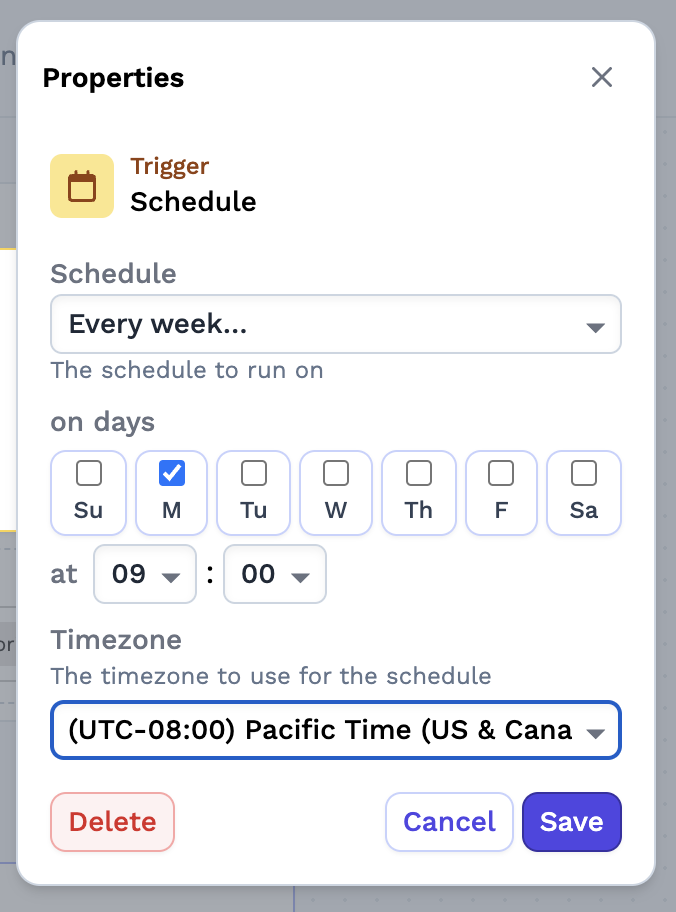 n
Properties
Trigger
Schedule
Schedule
Every week...
The schedule to run on
on days
Su M Tu W Th F Sa
at 09 : 00
or
Timezone
The timezone to use for the schedule
(UTC-08:00) Pacific Time (US & Cana
Delete Cancel Save